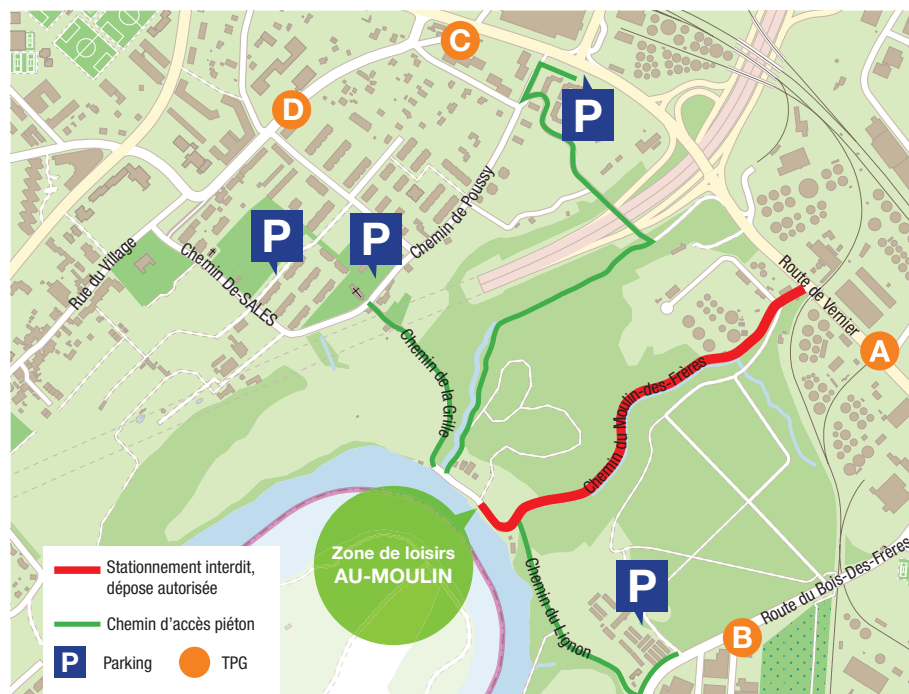 C
D
P
P
P
Chemin de Poussy
Rue du Village
Chemin De-SALES
Route de Vernier
A
Chemin de la Grille
Chemin du Moulin-des-Frères
Zone de loisirs
AU-MOULIN
Chemin du Lignon
P
B
Route du Bois-Des-Frères
Stationnement interdit,
dépose autorisée
Chemin d'accès piéton
P Parking TPG